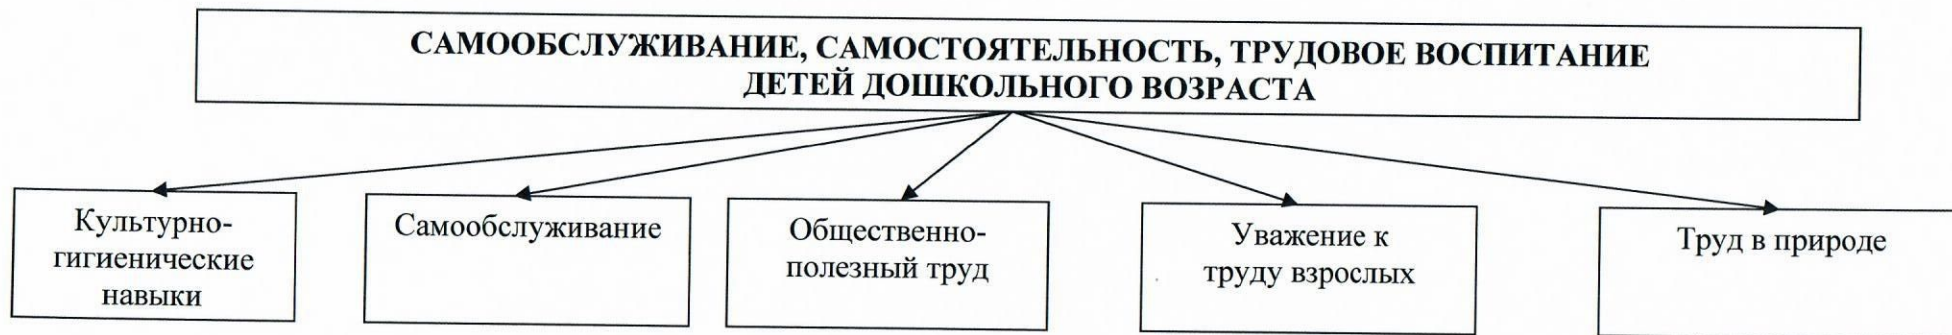 САМООБСЛУЖИВАНИЕ, САМОСТОЯТЕЛЬНОСТЬ, ТРУДОВОЕ ВОСПИТАНИЕ
ДЕТЕЙ ДОШКОЛЬНОГО ВОЗРАСТА
Культурно-
гигиенические
навыки
Самообслуживание
Общественно-
полезный труд
Уважение к
труду взрослых
Труд в природе